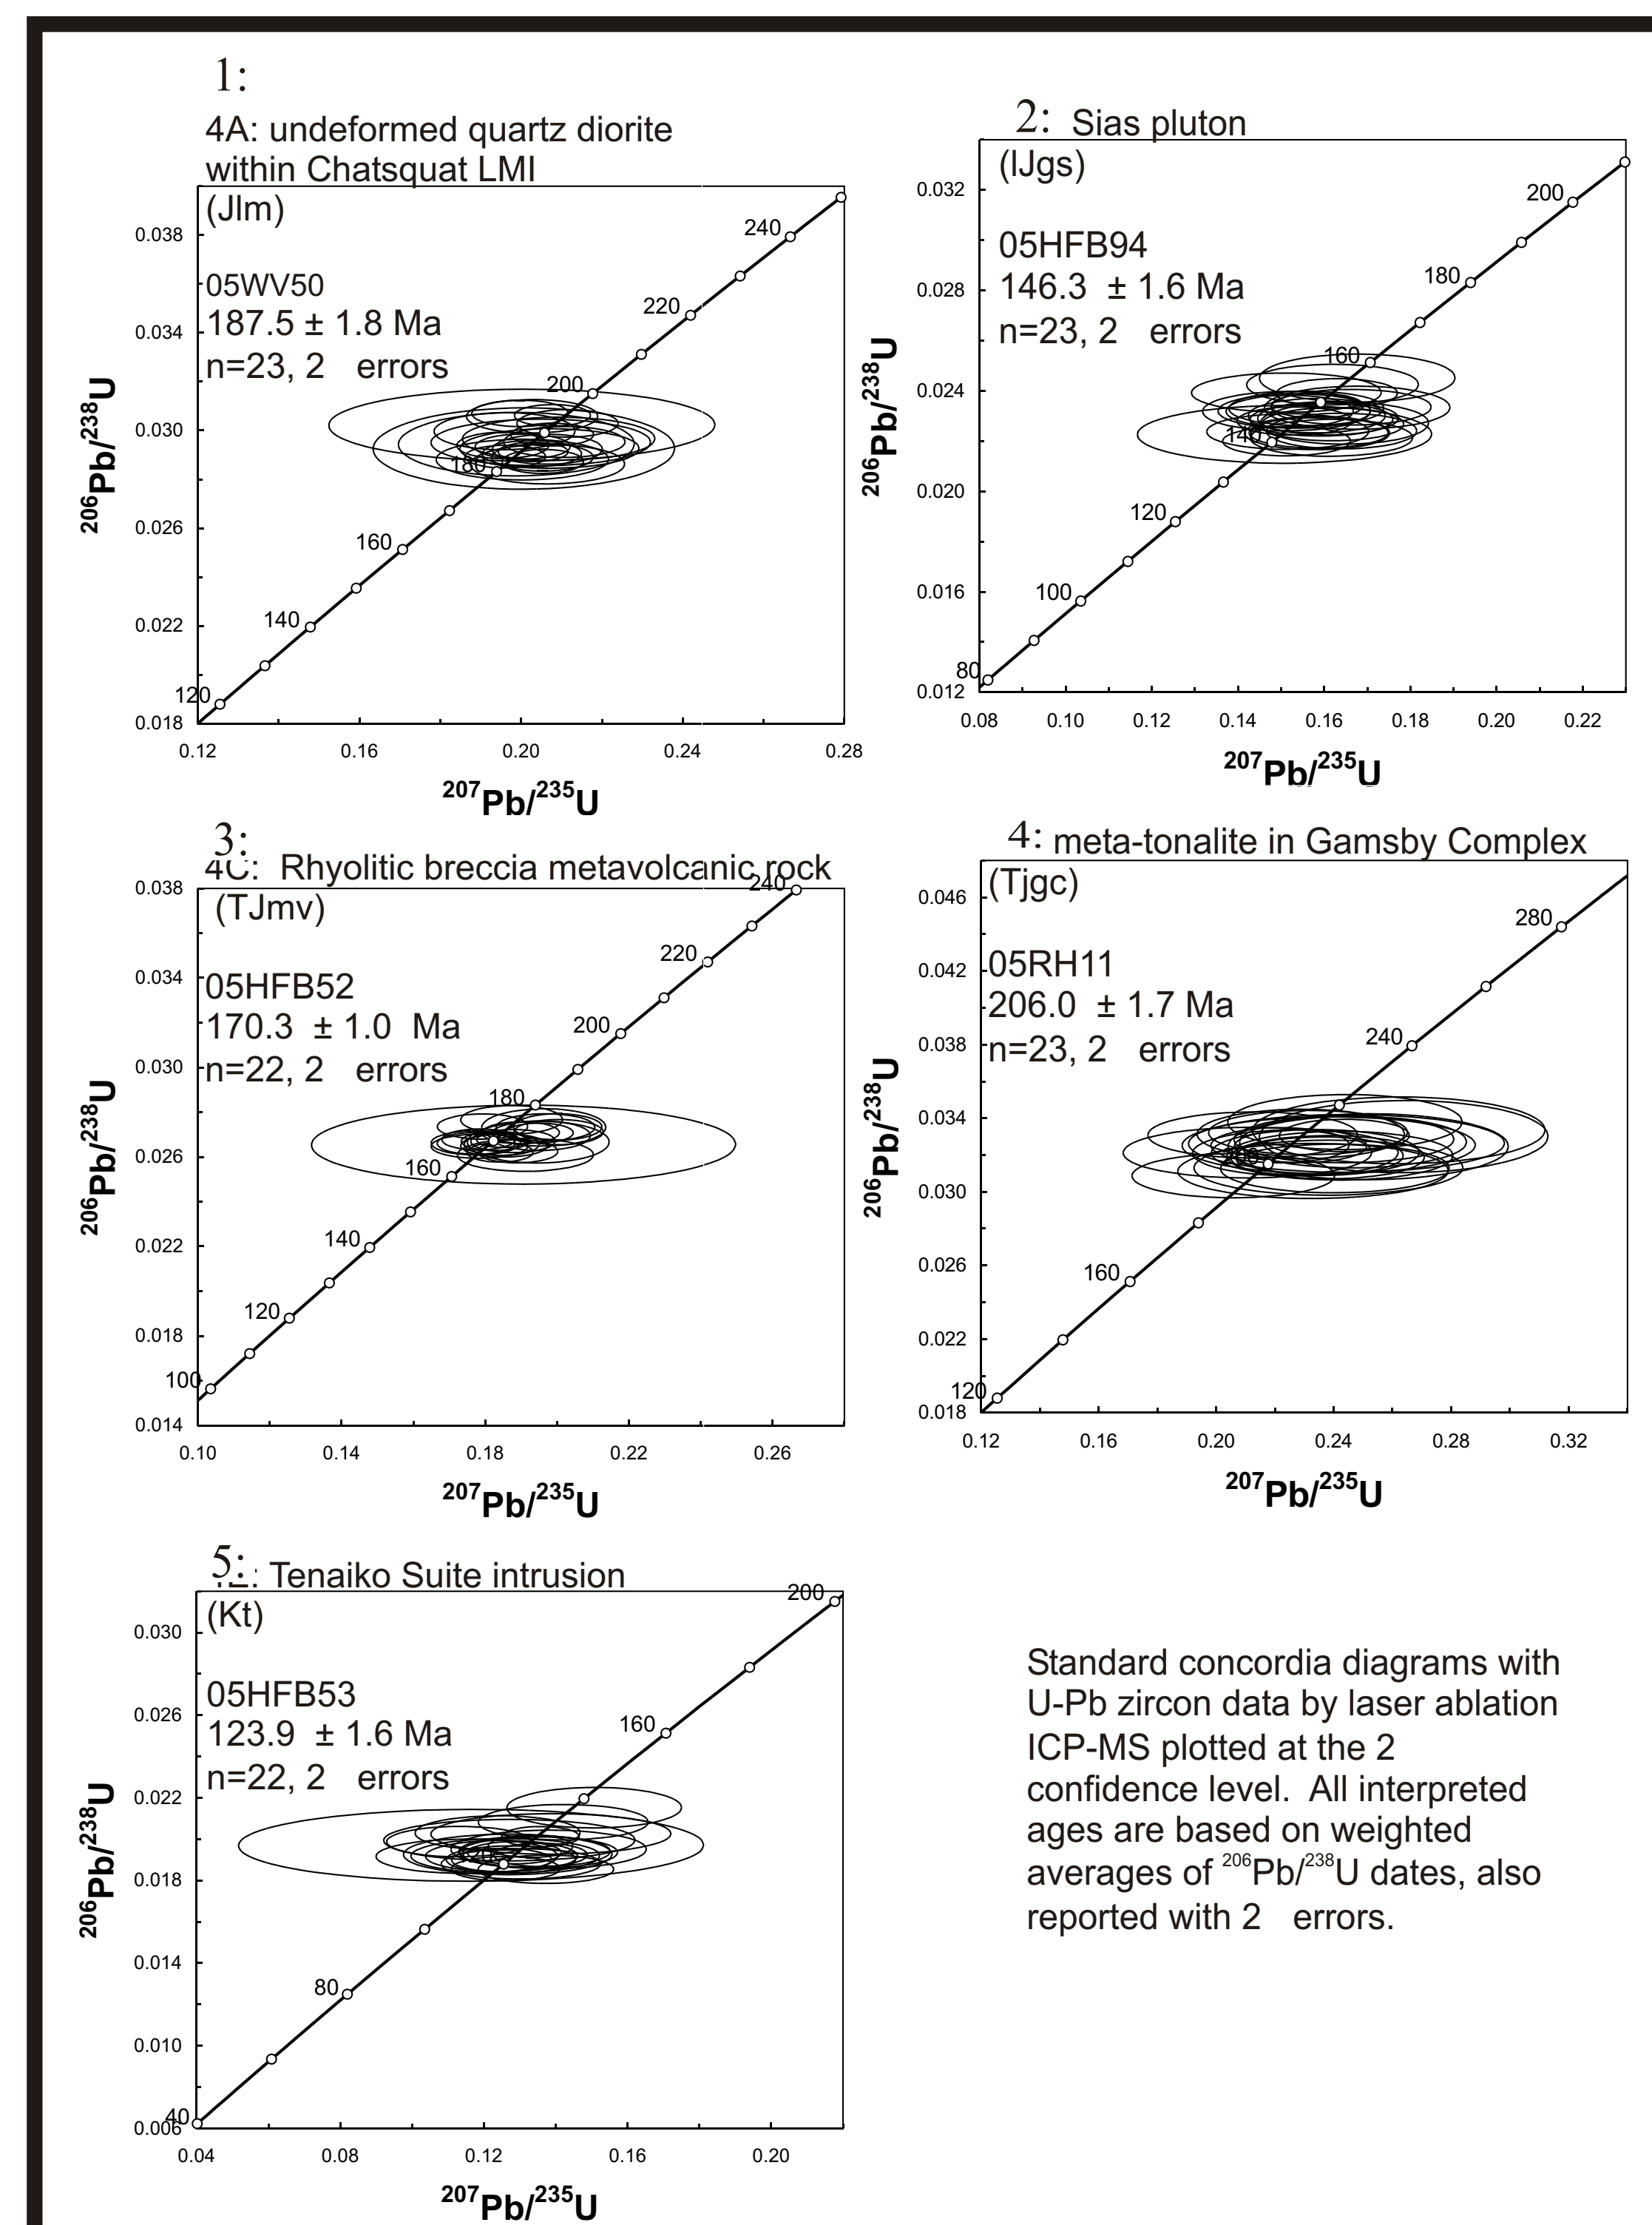 1:
4A: undeformed quartz diorite
within Chatsquat LMI
(Jlm)
05WV50
187.5 ± 1.8 Ma
n=23, 2 errors
0.038
0.034
0.030
0.026
0.022
0.018
240
220
200
180
160
140
120
0.12 0.16 0.20 0.24 0.28
206Pb/238U
207Pb/235U
2: Sias pluton
(lJgs)
05HFB94
146.3 ± 1.6 Ma
n=23, 2 errors
0.032
0.028
0.024
0.020
0.016
0.012
200
180
160
140
120
100
80
0.08 0.10 0.12 0.14 0.16 0.18 0.20 0.22
206Pb/238U
207Pb/235U
3:
4C: Rhyolitic breccia metavolcanic rock
(TJmv)
05HFB52
170.3 ± 1.0 Ma
n=22, 2 errors
0.038
0.034
0.030
0.026
0.022
0.018
0.014
240
220
200
180
160
140
120
100
0.10 0.14 0.18 0.22 0.26
206Pb/238U
207Pb/235U
4: meta-tonalite in Gamsby Complex
(Tjgc)
05RH11
206.0 ± 1.7 Ma
n=23, 2 errors
0.046
0.042
0.038
0.034
0.030
0.026
0.022
0.018
280
240
200
160
120
0.12 0.16 0.20 0.24 0.28 0.32
206Pb/238U
207Pb/235U
5:
Tenaiko Suite intrusion
(Kt)
05HFB53
123.9 ± 1.6 Ma
n=22, 2 errors
0.030
0.026
0.022
0.018
0.014
0.010
0.006
200
160
120
80
40
0.04 0.08 0.12 0.16 0.20
206Pb/238U
207Pb/235U
Standard concordia diagrams with
U-Pb zircon data by laser ablation
ICP-MS plotted at the 2
confidence level. All interpreted
ages are based on weighted
averages of 206Pb/238U dates, also
reported with 2 errors.